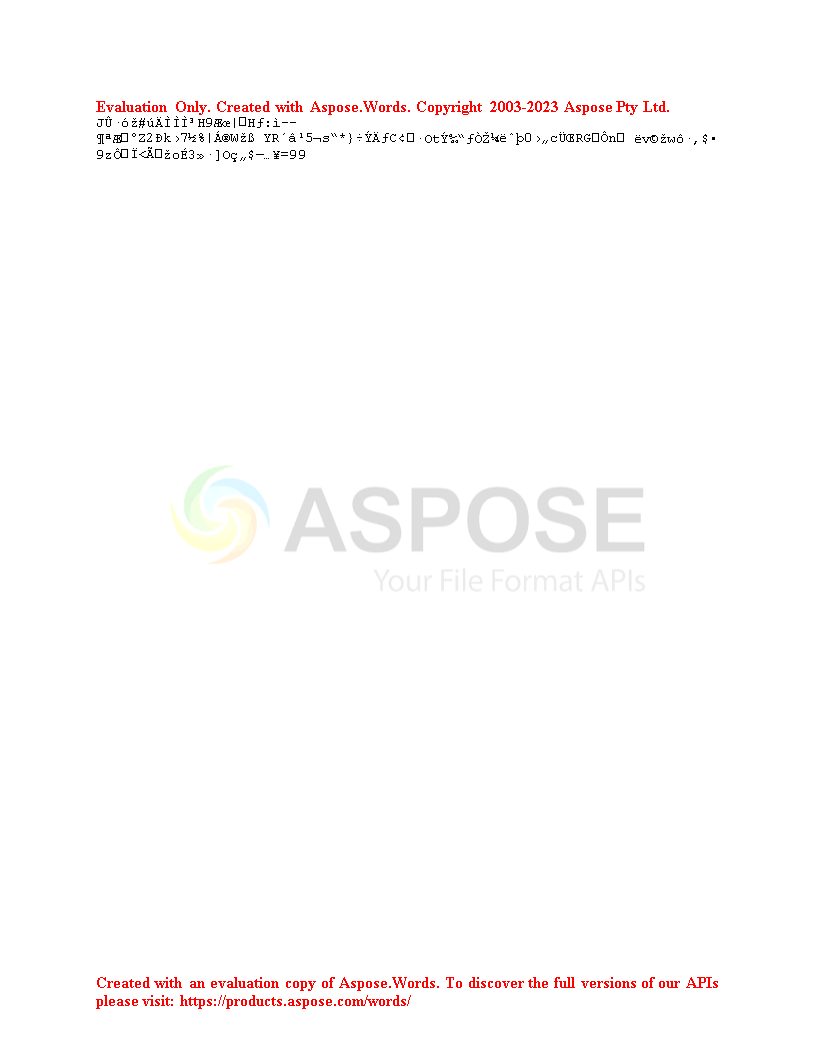 Evaluation Only. Created with Aspose.Words. Copyright 2003-2023 Aspose Pty Ltd.
JÛ·óž#úÄÌÌÌ³H9Æœ|□Hƒ:ì--
¶ªÆ□°Z2Ðk›7½%|Á®Wžß YR´â¹5¬s“*}÷ÝÄƒC¢□·OtÝ‰“ƒÒŽ¼ëˆþ0›„cÜŒRG□Ôn□ ëv©žwô·‚$•
9zÔ□Ï<Ã□žoÉ3»·]Oç„$—…¥=99
ASPOSE
Your File Format APIs
Created with an evaluation copy of Aspose.Words. To discover the full versions of our APIs
please visit: https://products.aspose.com/words/